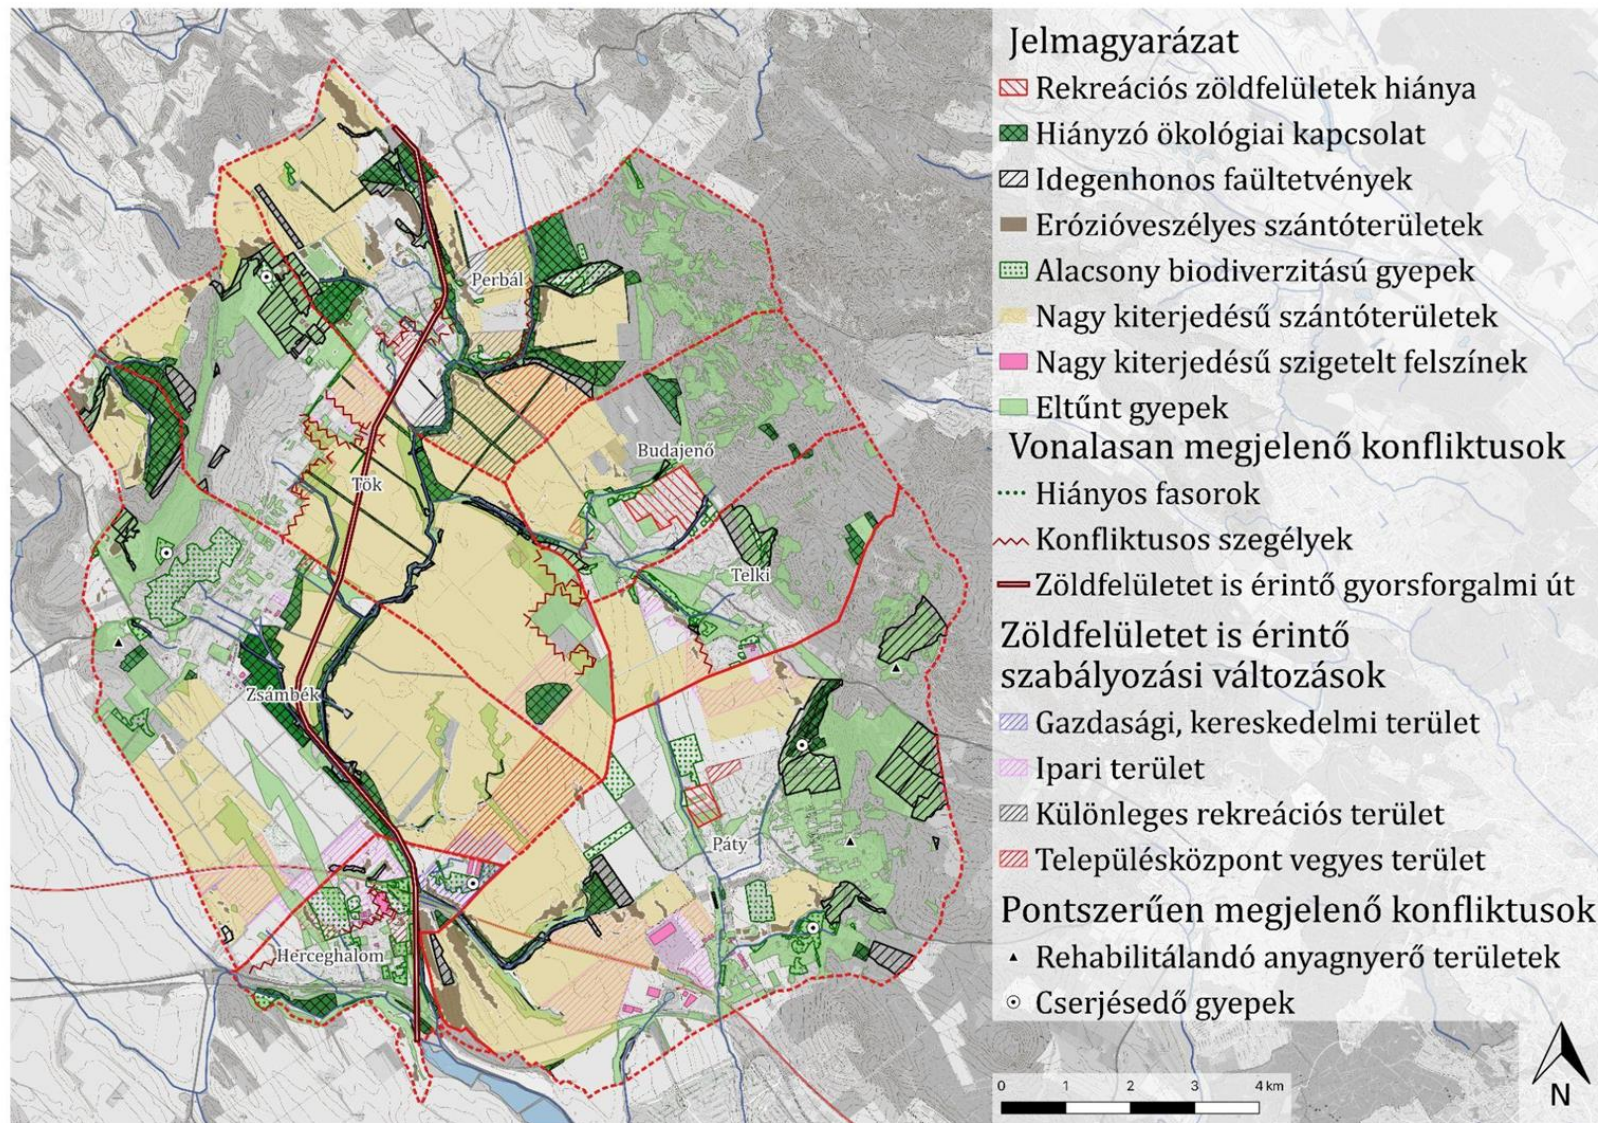 Jelmagyarázat
Rekreációs zöldfelületek hiánya
Hiányzó ökológiai kapcsolat
Idegenhonos faültetvények
Erózióveszélyes szántóterületek
Alacsony biodiverzitású gyepek
Nagy kiterjedésű szántóterületek
Nagy kiterjedésű szigetelt felszínek
Eltűnt gyepek
Vonalasan megjelenő konfliktusok
Hiányos fasorok
Konfliktusos szegélyek
Zöldfelületet is érintő gyorsforgalmi út
Zöldfelületet is érintő
szabályozási változások
Gazdasági, kereskedelmi terület
Ipari terület
Különleges rekreációs terület
Településközpont vegyes terület
Pontszerűen megjelenő konfliktusok
Rehabilitálandó anyagnyerő területek
Cserjésedő gyepek
Perbál
Budajenő
Tök
Telki
Zsámbék
Páty
Herceghalom
0 1 2 3 4 km
N